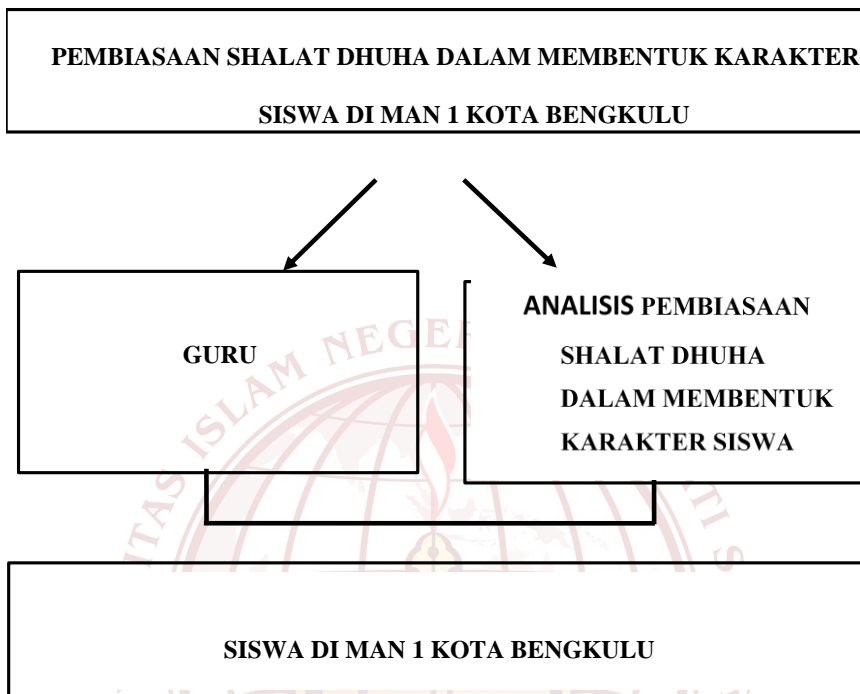 PEMBIASAAN SHALAT DHUHA DALAM MEMBENTUK KARAKTER
SISWA DI MAN 1 KOTA BENGKULU
GURU
ANALISIS PEMBIASAAN
SHALAT DHUHA
DALAM MEMBENTUK
KARAKTER SISWA
SISWA DI MAN 1 KOTA BENGKULU